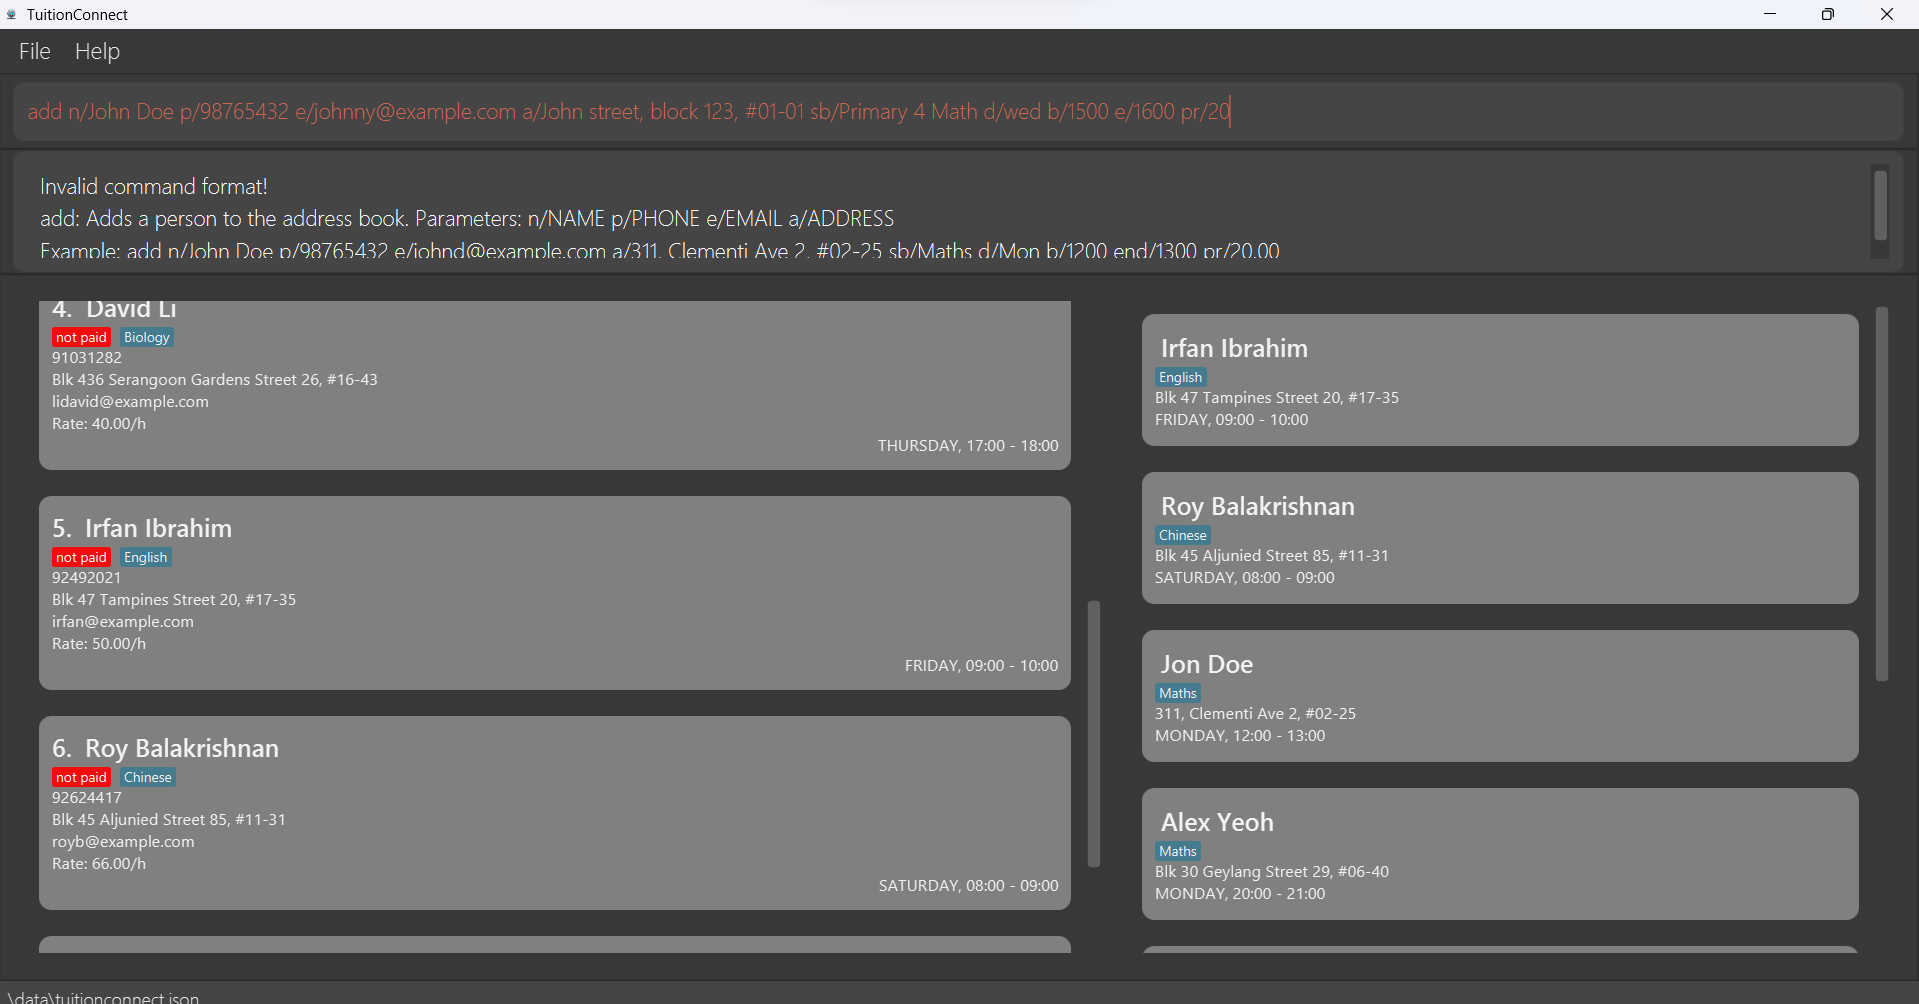 TuitionConnect
File Help
add n/John Doe p/98765432 e/johnny@example.com a/John street, block 123, #01-01 sb/Primary 4 Math d/wed b/1500 e/1600 pr/20
Invalid command format!
add: Adds a person to the address book. Parameters: n/NAME p/PHONE e/EMAIL a/ADDRESS
Example: add n/John Doe p/98765432 e/johnd@example.com a/311, Clementi Ave 2, #02-25 sb/Maths d/Mon b/1200 end/1300 pr/20.00
4. David Li
not paid Biology
91031282
Blk 436 Serangoon Gardens Street 26, #16-43
lidavid@example.com
Rate: 40.00/h
THURSDAY, 17:00 - 18:00
5. Irfan Ibrahim
not paid English
92492021
Blk 47 Tampines Street 20, #17-35
irfan@example.com
Rate: 50.00/h
FRIDAY, 09:00 - 10:00
6. Roy Balakrishnan
not paid Chinese
92624417
Blk 45 Aljunied Street 85, #11-31
royb@example.com
Rate: 66.00/h
SATURDAY, 08:00 - 09:00
Irfan Ibrahim
English
Blk 47 Tampines Street 20, #17-35
FRIDAY, 09:00 - 10:00
Roy Balakrishnan
Chinese
Blk 45 Aljunied Street 85, #11-31
SATURDAY, 08:00 - 09:00
Jon Doe
Maths
311, Clementi Ave 2, #02-25
MONDAY, 12:00 - 13:00
Alex Yeoh
Maths
Blk 30 Geylang Street 29, #06-40
MONDAY, 20:00 - 21:00
\data\tuitionconnect.json